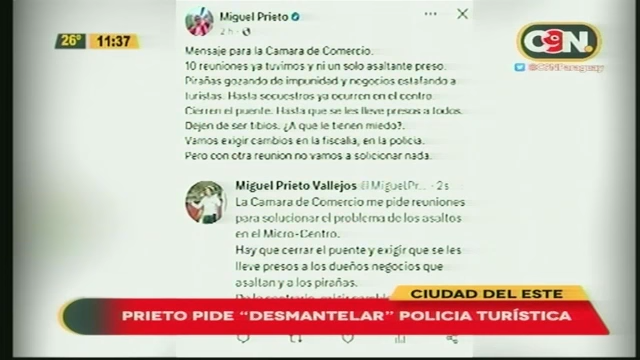 26° 11:37
Miguel Prieto
2 h
Mensaje para la Camara de Comercio.
10 reuniones ya tuvimos y ni un solo asaltante preso.
Pirañas gozando de impunidad y negocios estafando a
turistas. Hasta secuestros ya ocurren en el centro.
Cierren el puente. Hasta que se les lleve presos a todos.
Dejen de ser tibios. ¿A que le tienen miedo?.
Vamos exigir cambios en la fiscalia, en la policia.
Pero con otra reunion no vamos a solicionar nada.
C9N
@C9NParaguay
Miguel Prieto Vallejos @MiguelPr... · 2s
La Camara de Comercio me pide reuniones
para solucionar el problema de los asaltos
en el Micro-Centro.
Hay que cerrar el puente y exigir que se les
lleve presos a los dueños negocios que
asaltan y a los pirañas.
CIUDAD DEL ESTE
PRIETO PIDE “DESMANTELAR” POLICIA TURÍSTICA